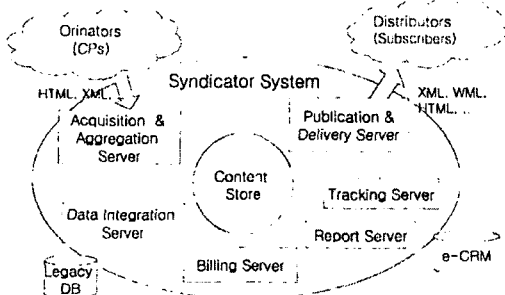 Orinators
(CPs)
Distributors
(Subscribers)
HTML, XML,
Syndicator System
XML, WML,
HTML, ..
Acquisition &
Aggregation
Server
Publication &
Delivery Server
Content
Store
Tracking Server
Data Integration
Server
Report Server
e-CRM
Billing Server
Legacy
DB